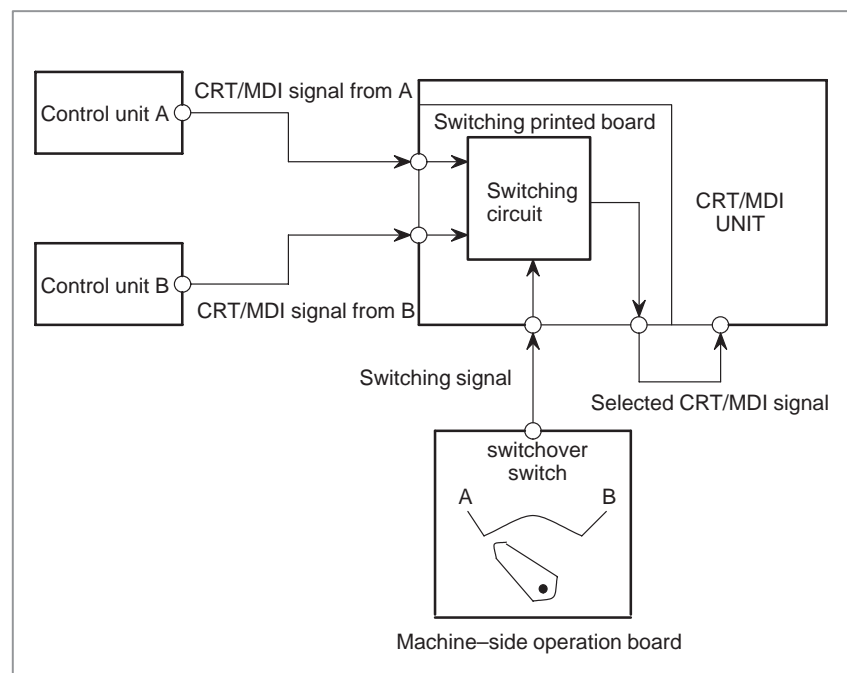 CRT/MDI signal from A
Control unit A
Switching printed board
Switching
circuit
CRT/MDI
UNIT
Control unit B
CRT/MDI signal from B
Switching signal
Selected CRT/MDI signal
switchover
switch
A
B
Machine–side operation board